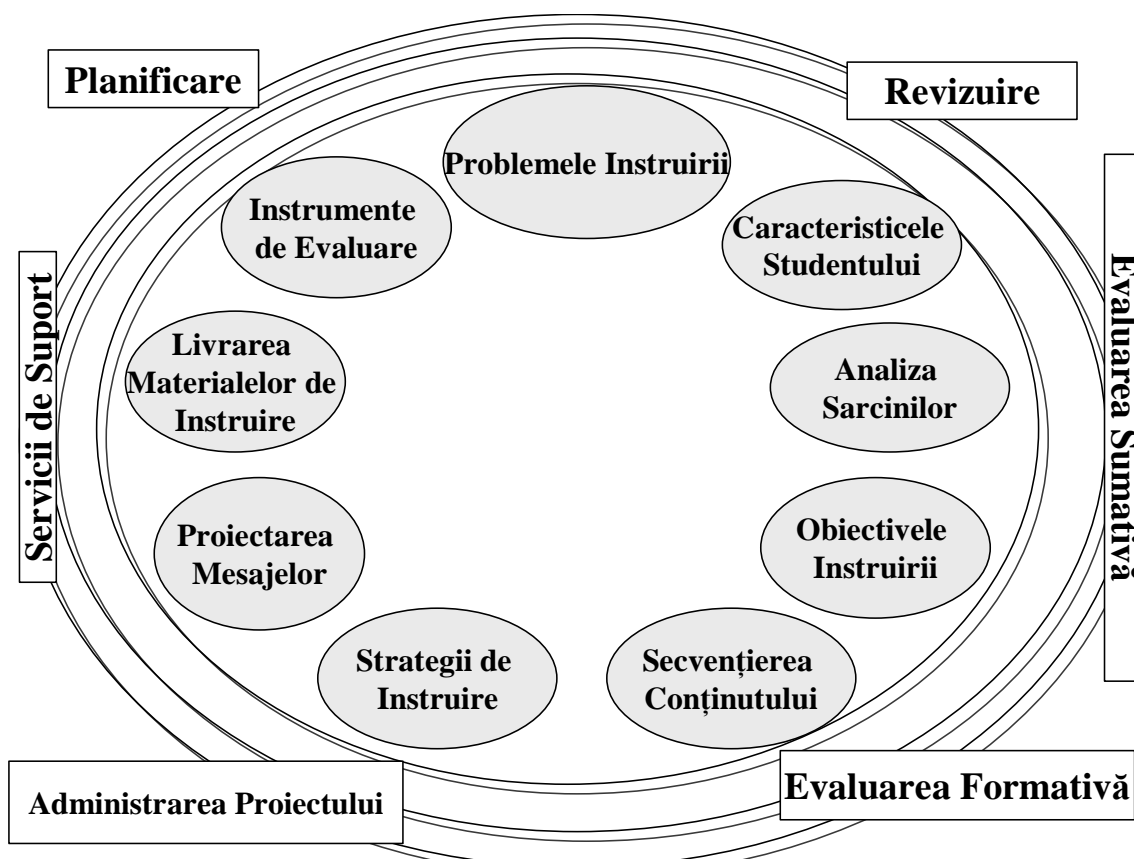 Planificare
Revizuire
Problemele Instruirii
Instrumente
de Evaluare
Caracteristicele
Studentului
Servicii de Suport
Evaluarea Sumativă
Livrarea
Materialelor de
Instruire
Analiza
Sarcinilor
Proiectarea
Mesajelor
Obiectivele
Instruirii
Strategii de
Instruire
Secvențierea
Conținutului
Administrarea Proiectului
Evaluarea Formativă